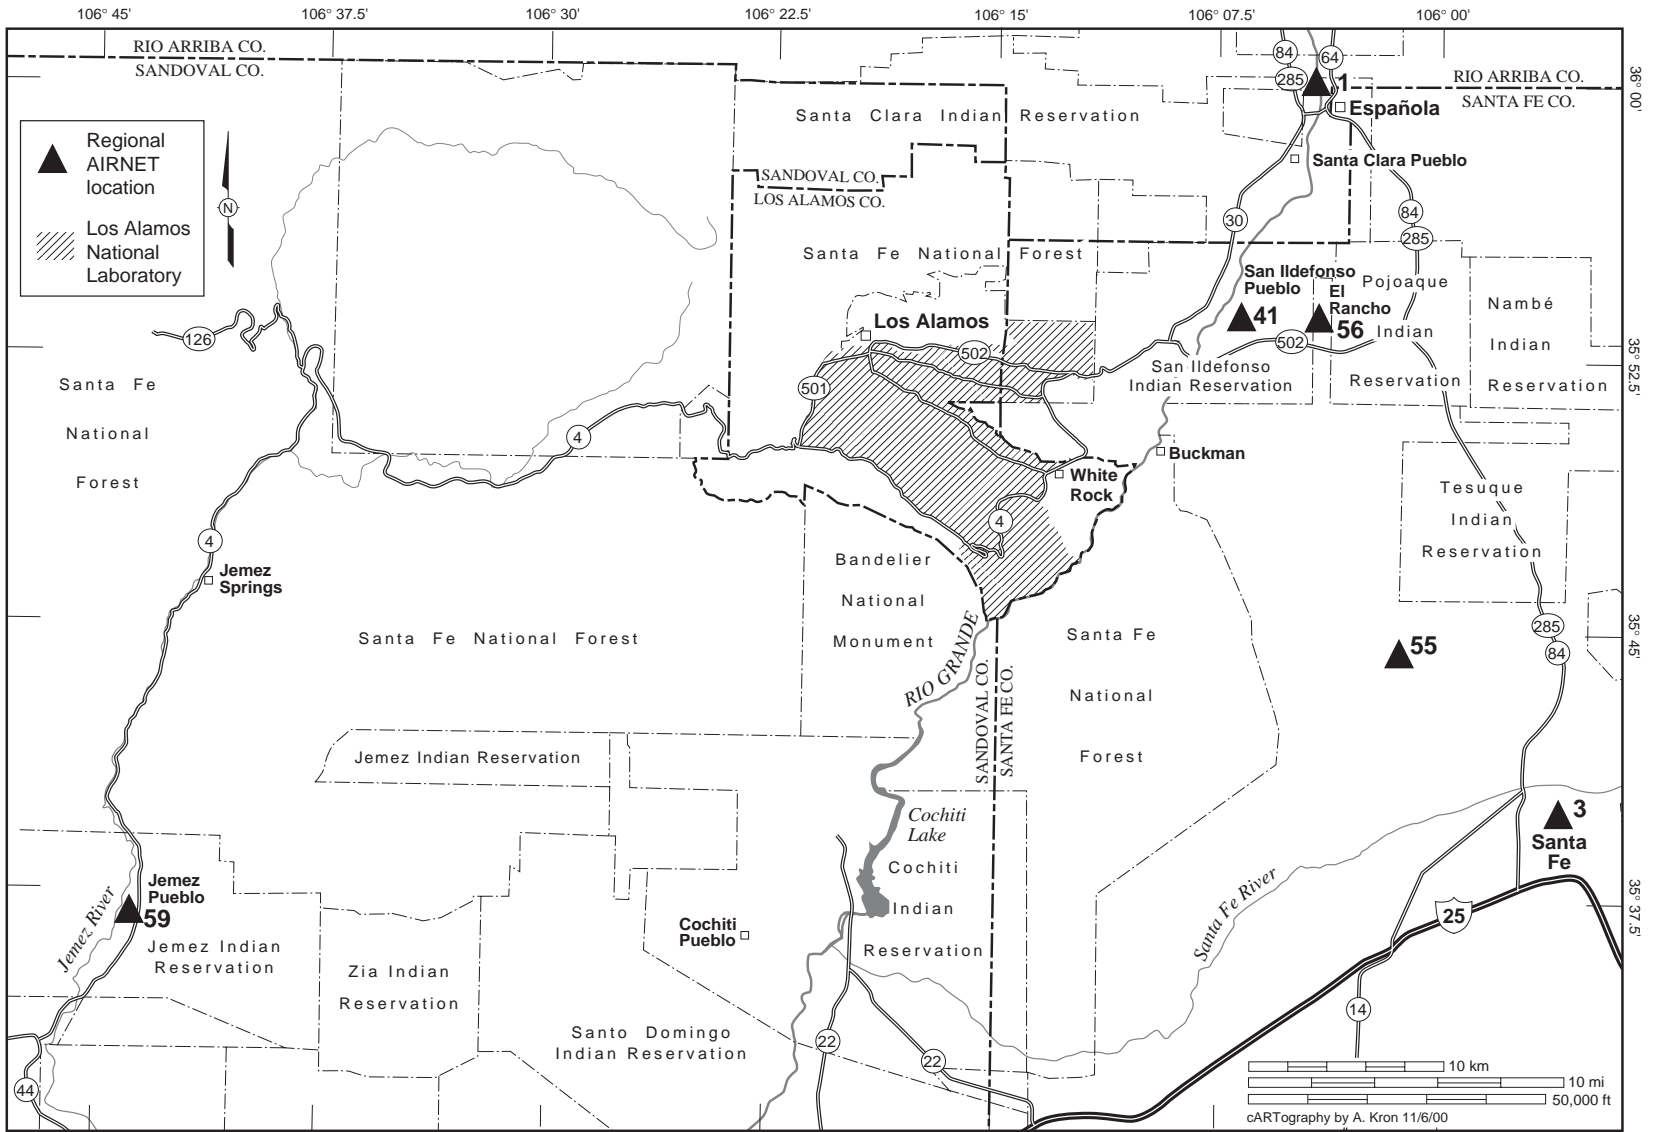 106° 45'
106° 37.5'
106° 30'
106° 22.5'
106° 15'
106° 07.5'
106° 00'
RIO ARRIBA CO.
SANDOVAL CO.
84
64
285
1
RIO ARRIBA CO.
SANTA FE CO.
36° 00'
Española
Regional
AIRNET
location
Los Alamos
National
Laboratory
N
Santa Clara Indian Reservation
Santa Clara Pueblo
SANDOVAL CO.
LOS ALAMOS CO.
30
84
285
Santa Fe National Forest
San Ildefonso
Pueblo
41
El
Rancho
56
Pojoaque
Indian
Reservation
Nambé
Indian
Reservation
126
Los Alamos
502
502
501
San Ildefonso
Indian Reservation
35° 52.5'
Santa Fe
National
Forest
4
Buckman
White
Rock
4
Tesuque
Indian
Reservation
4
Jemez
Springs
Bandelier
National
Monument
Santa Fe National Forest
RIO GRANDE
SANDOVAL CO.
SANTA FE CO.
Santa Fe
National
Forest
285
84
55
35° 45'
Jemez Indian Reservation
Cochiti
Lake
Cochiti
Indian
Reservation
3
Santa
Fe
Jemez
Pueblo
59
Jemez River
Jemez Indian
Reservation
Zia Indian
Reservation
Cochiti
Pueblo
Santa Fe River
25
35° 37.5'
14
Santo Domingo
Indian Reservation
22
22
44
10 km
10 mi
50,000 ft
cARTography by A. Kron 11/6/00